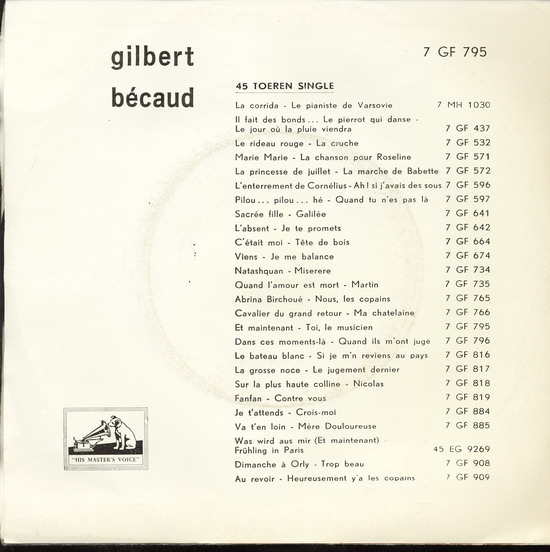 gilbert
bécaud
7 GF 795
45 TOEREN SINGLE
La corrida - Le pianiste de Varsovie 7 MH 1030
Il fait des bonds... Le pierrot qui danse -
Le jour où la pluie viendra 7 GF 437
Le rideau rouge - La cruche 7 GF 532
Marie Marie - La chanson pour Roseline 7 GF 571
La princesse de juillet - La marche de Babette 7 GF 572
L'enterrement de Cornélius - Ah! si j'avais des sous 7 GF 596
Pilou... pilou... hé - Quand tu n'es pas là 7 GF 597
Sacrée fille - Galilée 7 GF 641
L'absent - Je te promets 7 GF 642
C'était moi - Tête de bois 7 GF 664
Viens - Je me balance 7 GF 674
Natashquan - Miserere 7 GF 734
Quand l'amour est mort - Martin 7 GF 735
Abrina Birchoué - Nous, les copains 7 GF 765
Cavalier du grand retour - Ma chatelaine 7 GF 766
Et maintenant - Toi, le musicien 7 GF 795
Dans ces moments-là - Quand ils m'ont jugé 7 GF 796
Le bateau blanc - Si je m'n reviens au pays 7 GF 816
La grosse noce - Le jugement dernier 7 GF 817
Sur la plus haute colline - Nicolas 7 GF 818
Fanfan - Contre vous 7 GF 819
Je t'attends - Crois-moi 7 GF 884
Va t'en loin - Mère Douloureuse 7 GF 885
Was wird aus mir (Et maintenant) -
Frühling in Paris 45 EG 9269
Dimanche à Orly - Trop beau 7 GF 908
Au revoir - Heureusement y'a les copains 7 GF 909
"HIS MASTER'S VOICE"